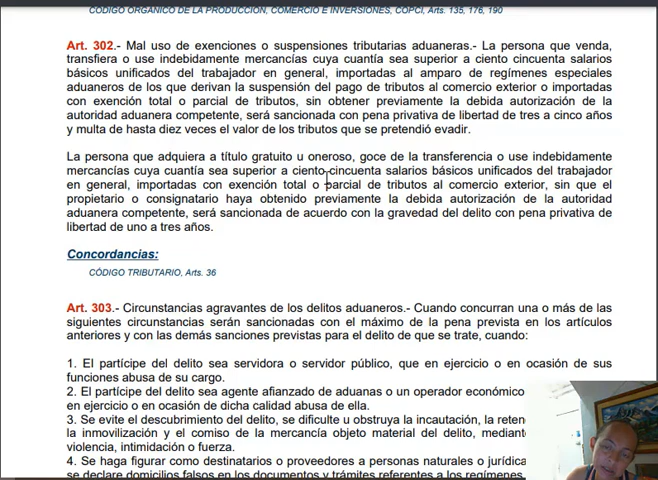 CÓDIGO ORGÁNICO DE LA PRODUCCIÓN, COMERCIO E INVERSIONES, COPCI, Arts. 135, 176, 190
Art. 302.- Mal uso de exenciones o suspensiones tributarias aduaneras.- La persona que venda,
transfiera o use indebidamente mercancías cuya cuantía sea superior a ciento cincuenta salarios
básicos unificados del trabajador en general, importadas al amparo de regímenes especiales
aduaneros de los que derivan la suspensión del pago de tributos al comercio exterior o importadas
con exención total o parcial de tributos, sin obtener previamente la debida autorización de la
autoridad aduanera competente, será sancionada con pena privativa de libertad de tres a cinco años
y multa de hasta diez veces el valor de los tributos que se pretendió evadir.
La persona que adquiera a título gratuito u oneroso, goce de la transferencia o use indebidamente
mercancías cuya cuantía sea superior a ciento cincuenta salarios básicos unificados del trabajador
en general, importadas con exención total o parcial de tributos al comercio exterior, sin que el
propietario o consignatario haya obtenido previamente la debida autorización de la autoridad
aduanera competente, será sancionada de acuerdo con la gravedad del delito con pena privativa de
libertad de uno a tres años.
Concordancias:
CÓDIGO TRIBUTARIO, Arts. 36
Art. 303.- Circunstancias agravantes de los delitos aduaneros.- Cuando concurran una o más de las
siguientes circunstancias serán sancionadas con el máximo de la pena prevista en los artículos
anteriores y con las demás sanciones previstas para el delito de que se trate, cuando:
1. El partícipe del delito sea servidora o servidor público, que en ejercicio o en ocasión de sus
funciones abusa de su cargo.
2. El partícipe del delito sea agente afianzado de aduanas o un operador económico
en ejercicio o en ocasión de dicha calidad abusa de ella.
3. Se evite el descubrimiento del delito, se dificulte u obstruya la incautación, la
la inmovilización y el comiso de la mercancía objeto material del delito,
violencia, intimidación o fuerza.
4. Se haga figurar como destinatarios o proveedores a personas naturales o
se declare domicilios falsos en los documentos y trámites referentes a los regímenes